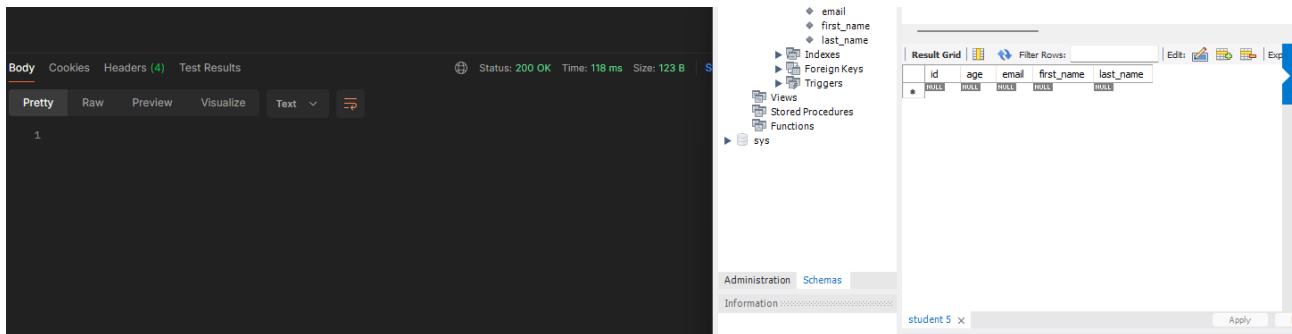 Body Cookies Headers (4) Test Results Status: 200 OK Time: 118 ms Size: 123 B S
Pretty Raw Preview Visualize Text
1
email
first_name
last_name
Indexes
Foreign Keys
Triggers
Views
Stored Procedures
Functions
sys
Administration Schemas
Information
Result Grid Filter Rows: Edit: Exp
id age email first_name last_name
NULL NULL NULL NULL NULL
student 5 Apply